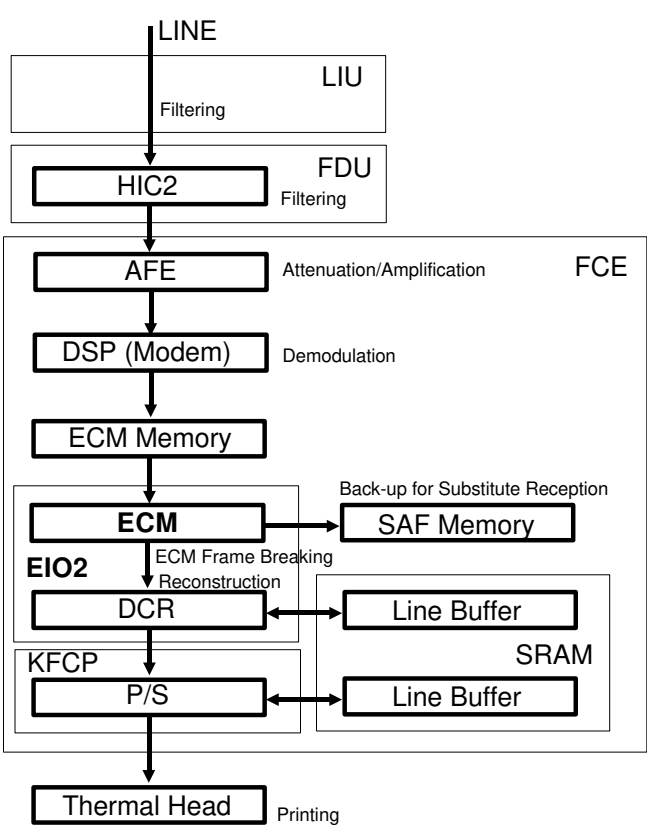 LINE
LIU
Filtering
FDU
HIC2
Filtering
FCE
AFE
Attenuation/Amplification
DSP (Modem)
Demodulation
ECM Memory
Back-up for Substitute Reception
ECM
SAF Memory
ECM Frame Breaking
EIO2
Reconstruction
DCR
Line Buffer
SRAM
KFCP
P/S
Line Buffer
Thermal Head
Printing